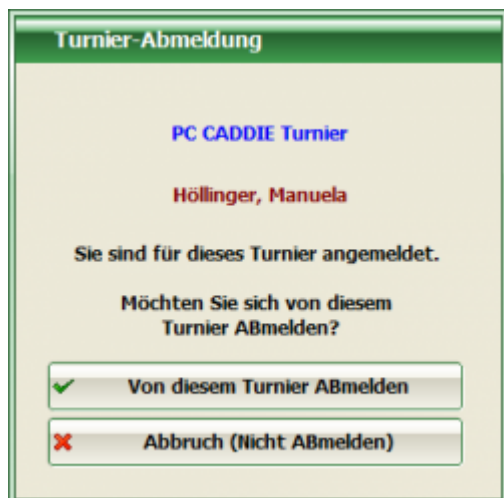 Turnier-Abmeldung
PC CADDIE Turnier
Höllinger, Manuela
Sie sind für dieses Turnier angemeldet.
Möchten Sie sich von diesem
Turnier ABmelden?
Von diesem Turnier ABmelden
Abbruch (Nicht ABmelden)